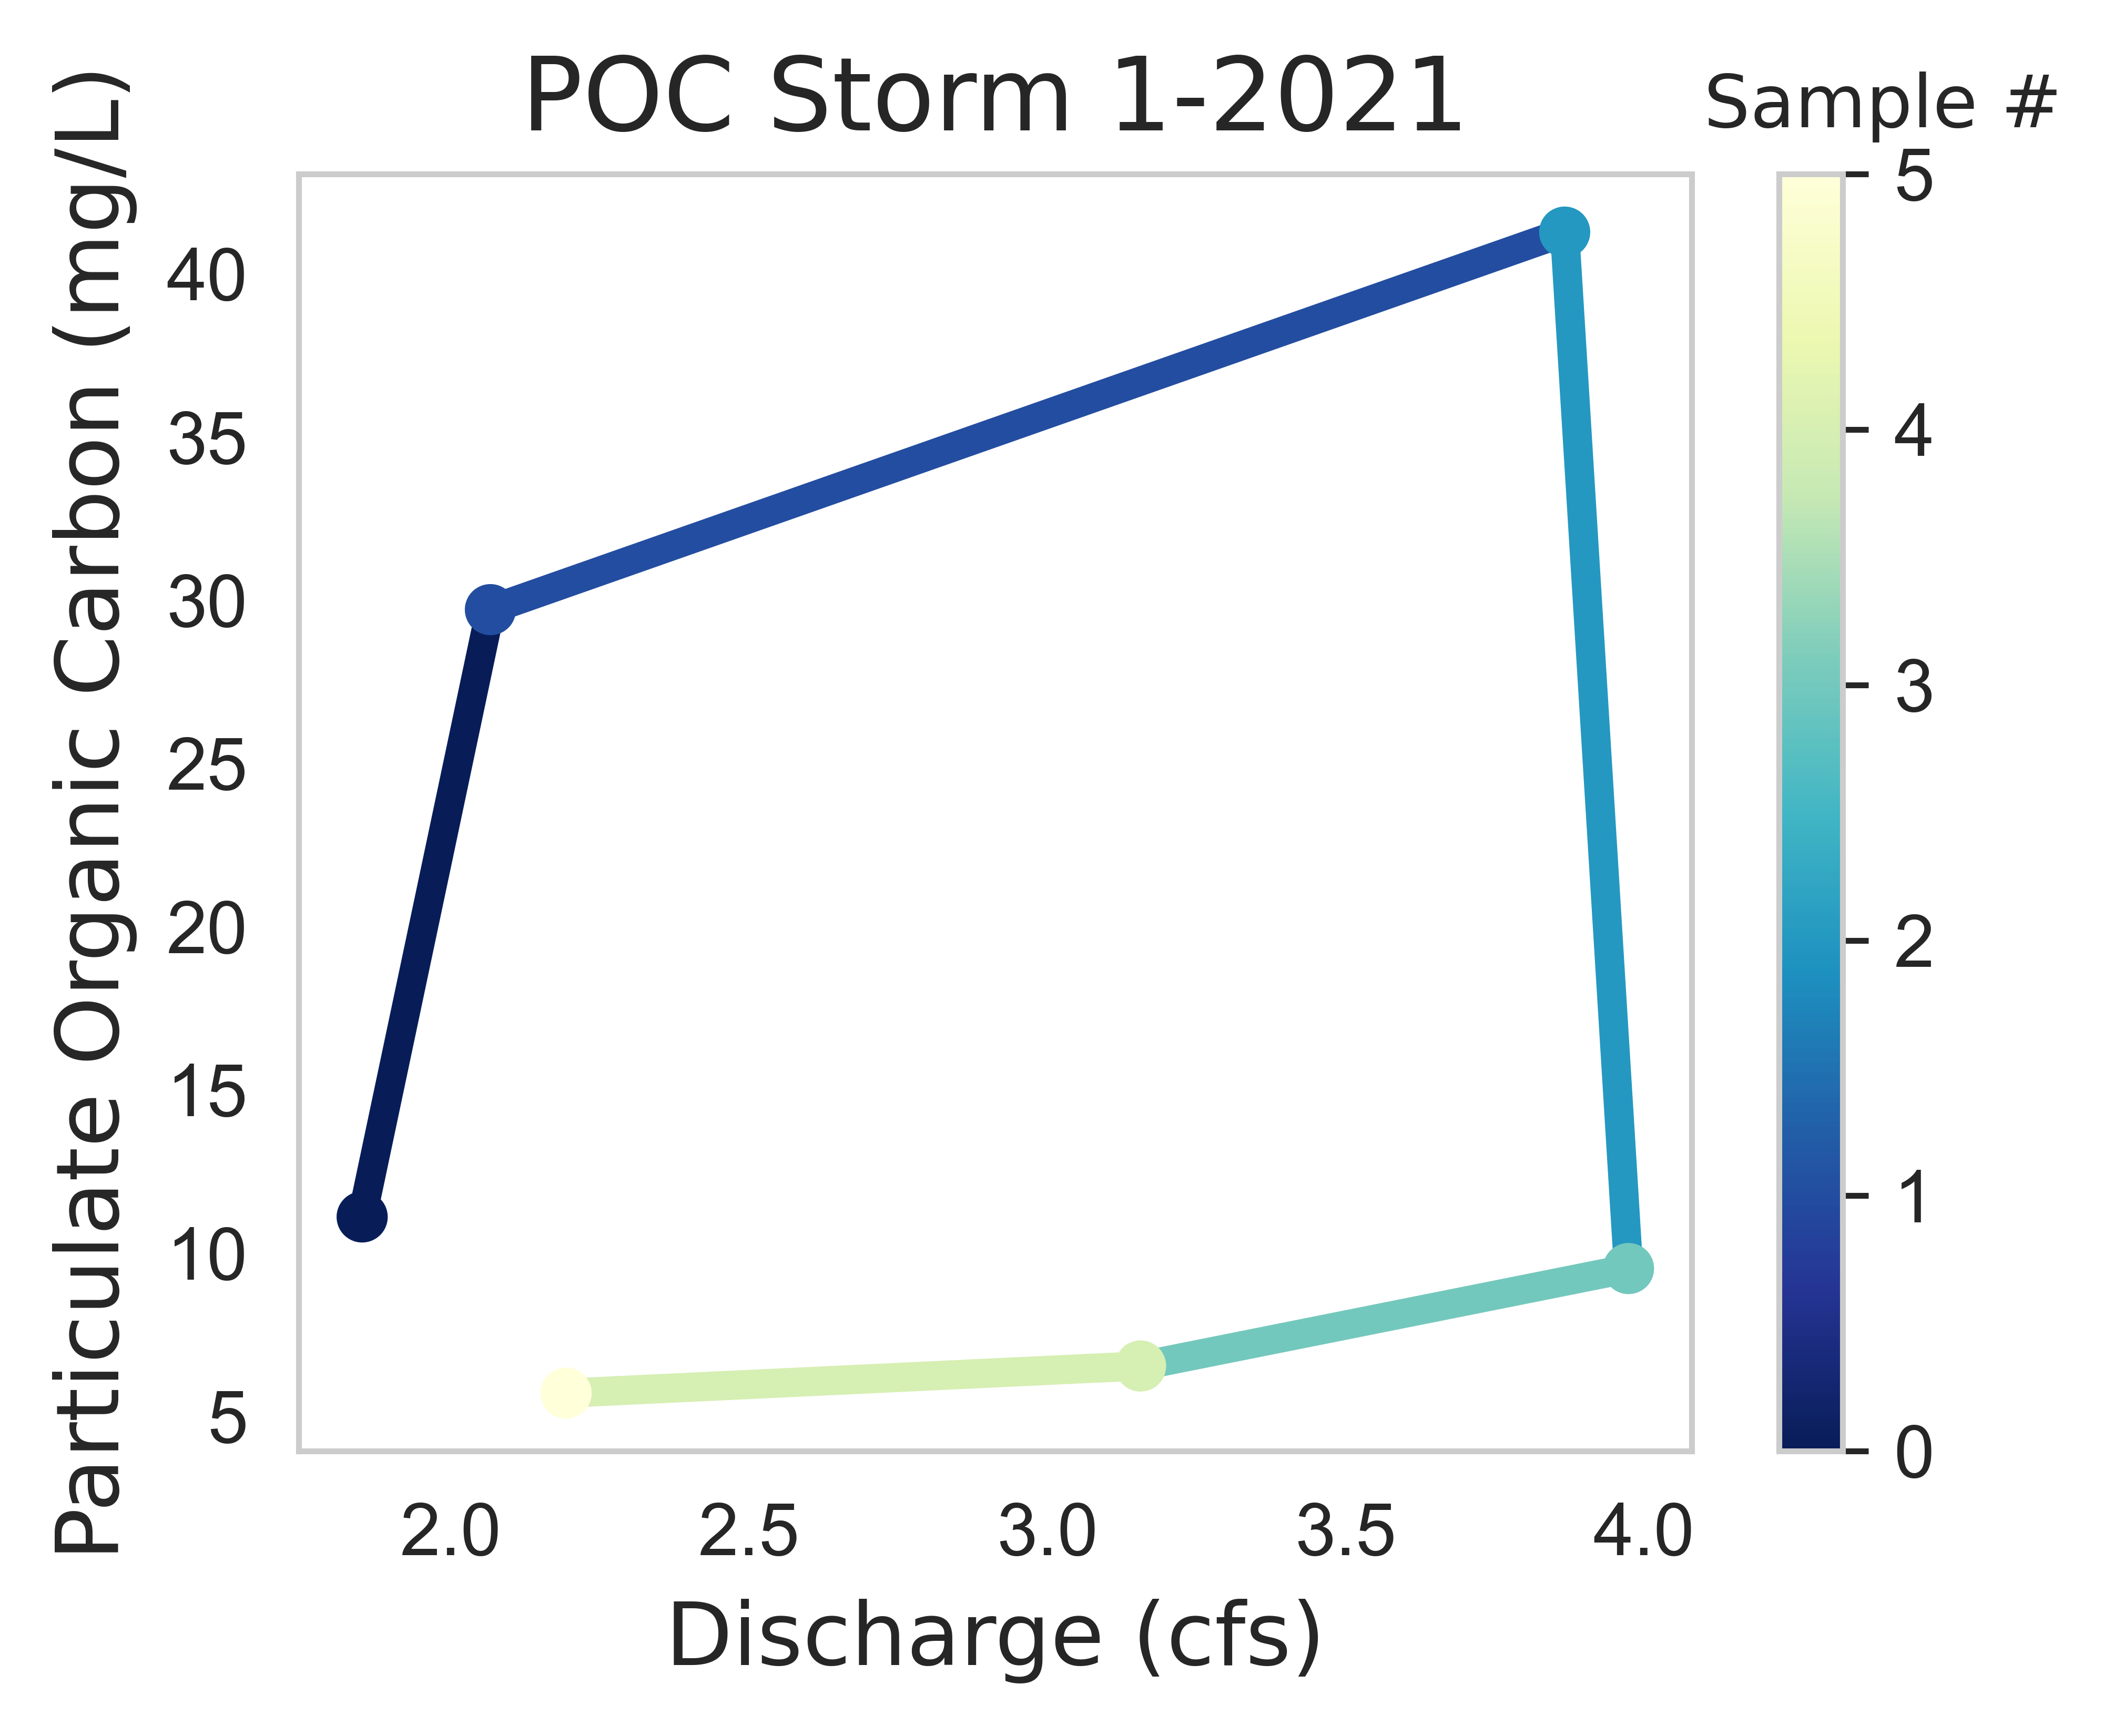 POC Storm 1-2021
Sample #
Particulate Organic Carbon (mg/L)
40
35
30
25
20
15
10
5
2.0 2.5 3.0 3.5 4.0
Discharge (cfs)
5
4
3
2
1
0